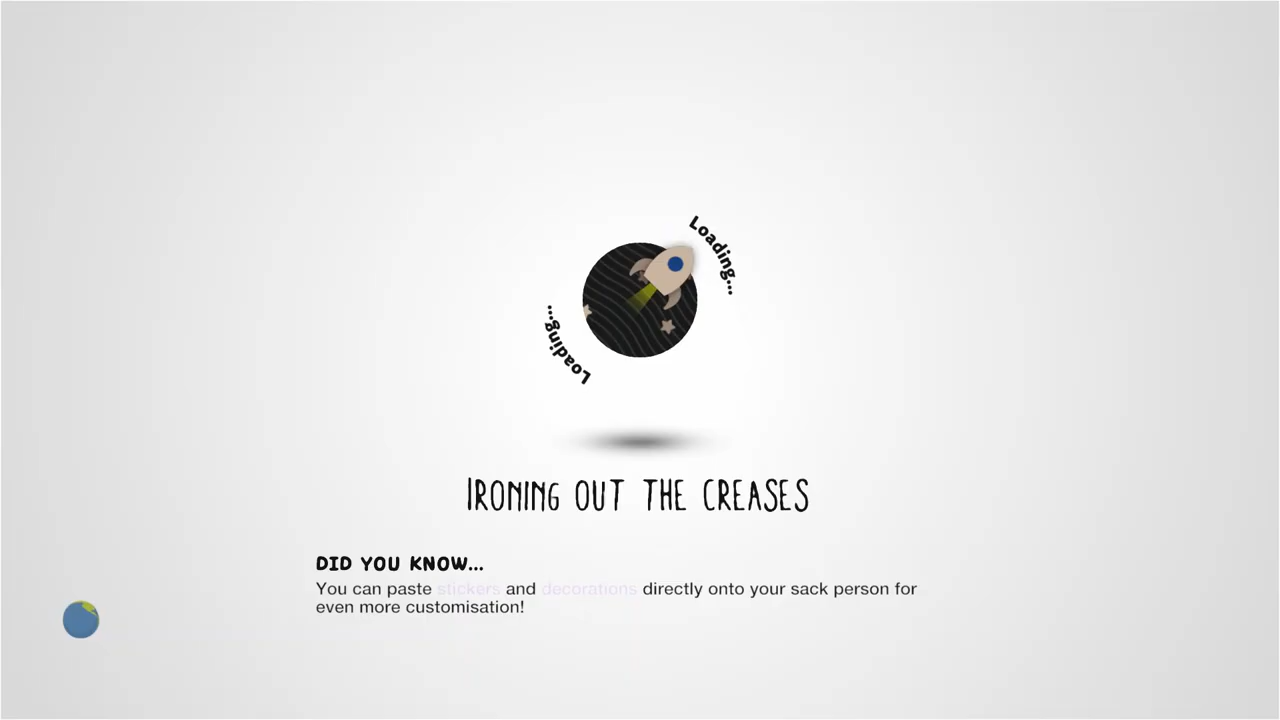 Loading...
Loading...
IRONING OUT THE CREASES
DID YOU KNOW...
You can paste stickers and decorations directly onto your sack person for
even more customisation!